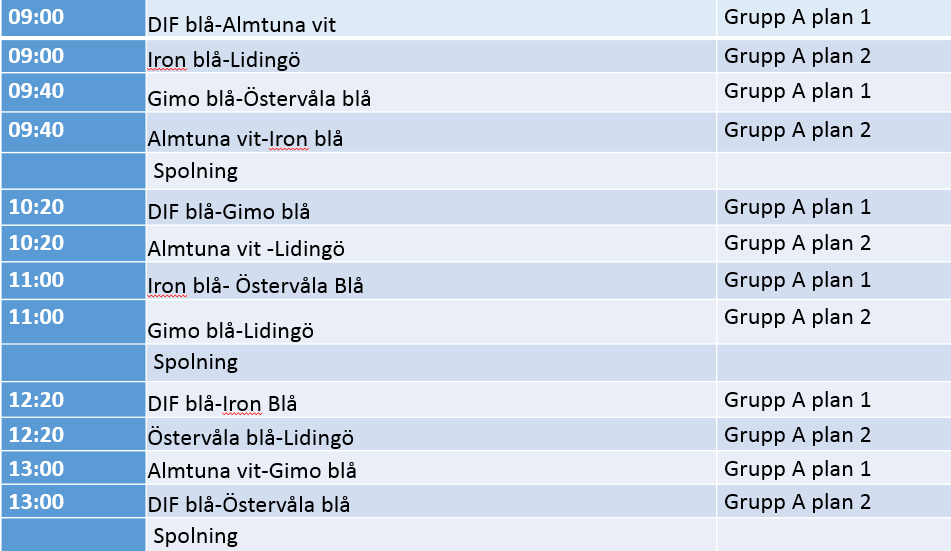 09:00 DIF blå-Almtuna vit Grupp A plan 1
09:00 Iron blå-Lidingö Grupp A plan 2
09:40 Gimo blå-Östervåla blå Grupp A plan 1
09:40 Almtuna vit-Iron blå Grupp A plan 2
Spolning
10:20 DIF blå-Gimo blå Grupp A plan 1
10:20 Almtuna vit -Lidingö Grupp A plan 2
11:00 Iron blå- Östervåla Blå Grupp A plan 1
11:00 Gimo blå-Lidingö Grupp A plan 2
Spolning
12:20 DIF blå-Iron Blå Grupp A plan 1
12:20 Östervåla blå-Lidingö Grupp A plan 2
13:00 Almtuna vit-Gimo blå Grupp A plan 1
13:00 DIF blå-Östervåla blå Grupp A plan 2
Spolning